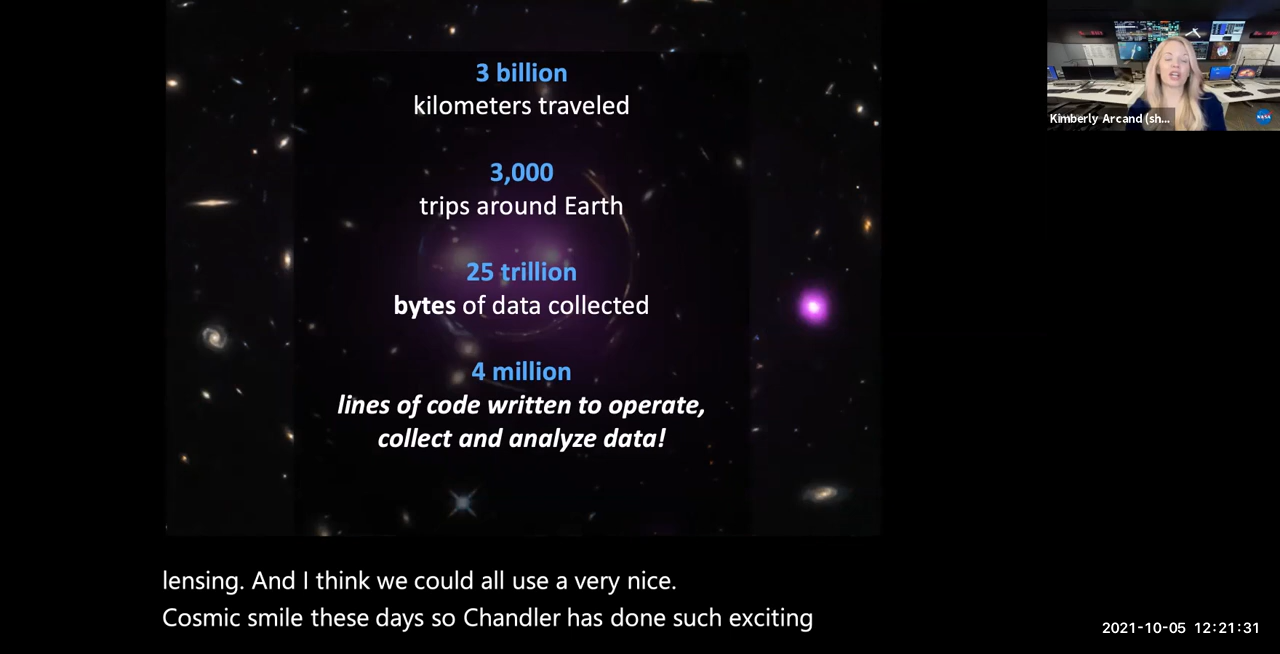 3 billion
kilometers traveled
3,000
trips around Earth
25 trillion
bytes of data collected
4 million
lines of code written to operate,
collect and analyze data!
Kimberly Arcand (sh...
NASA
lensing. And I think we could all use a very nice.
Cosmic smile these days so Chandler has done such exciting
2021-10-05 12:21:31